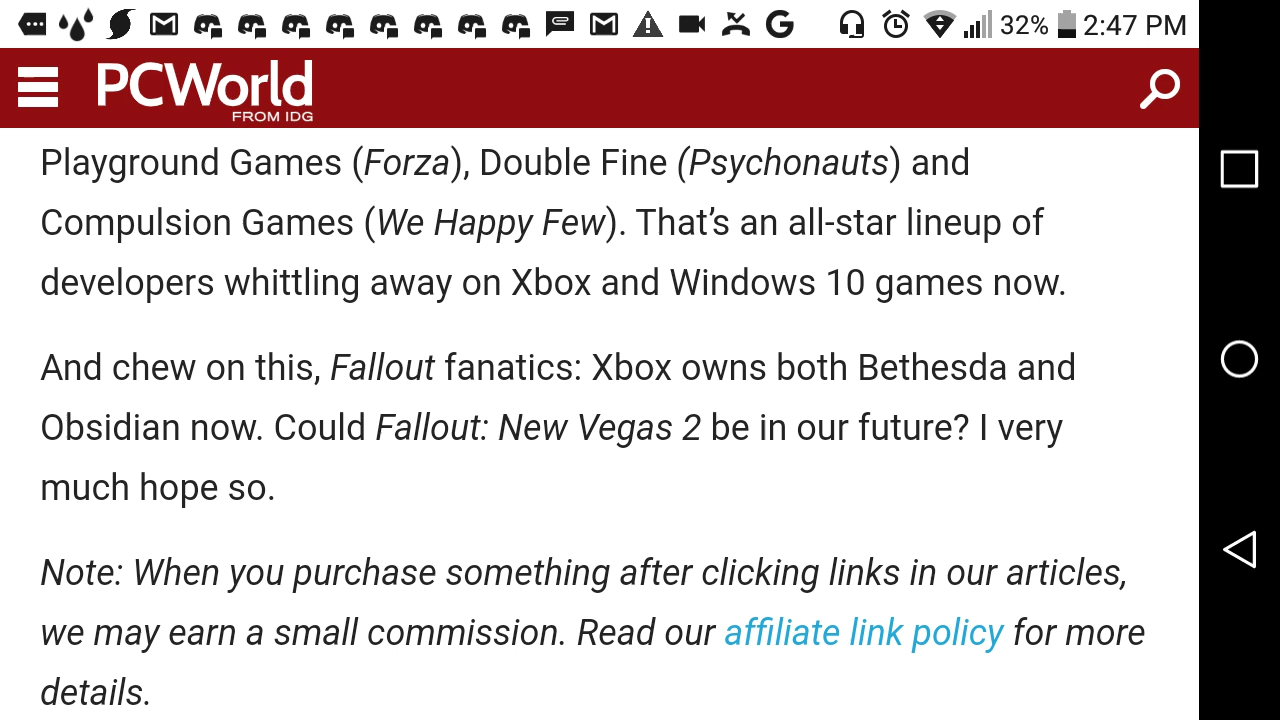 32% 2:47 PM
PCWorld
FROM IDG
Playground Games (Forza), Double Fine (Psychonauts) and
Compulsion Games (We Happy Few). That’s an all-star lineup of
developers whittling away on Xbox and Windows 10 games now.
And chew on this, Fallout fanatics: Xbox owns both Bethesda and
Obsidian now. Could Fallout: New Vegas 2 be in our future? I very
much hope so.
Note: When you purchase something after clicking links in our articles,
we may earn a small commission. Read our affiliate link policy for more
details.